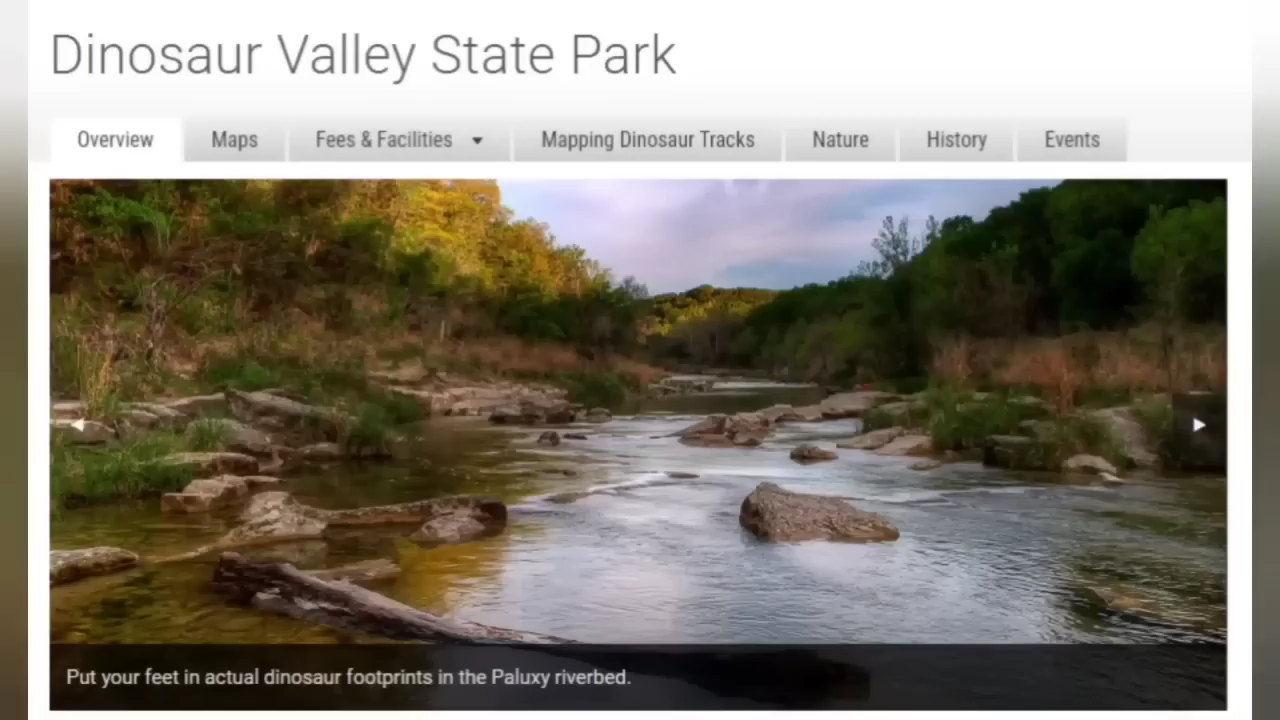 Dinosaur Valley State Park
Overview Maps Fees & Facilities Mapping Dinosaur Tracks Nature History Events
Put your feet in actual dinosaur footprints in the Paluxy riverbed.